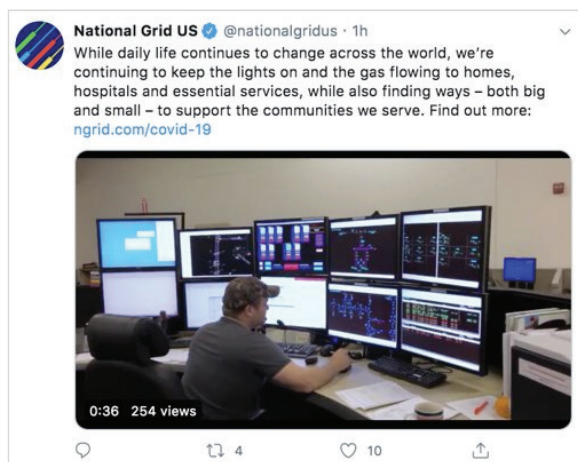 National Grid US @nationalgridus · 1h
While daily life continues to change across the world, we're
continuing to keep the lights on and the gas flowing to homes,
hospitals and essential services, while also finding ways – both big
and small – to support the communities we serve. Find out more:
ngrid.com/covid-19
0:36 254 views
4 10